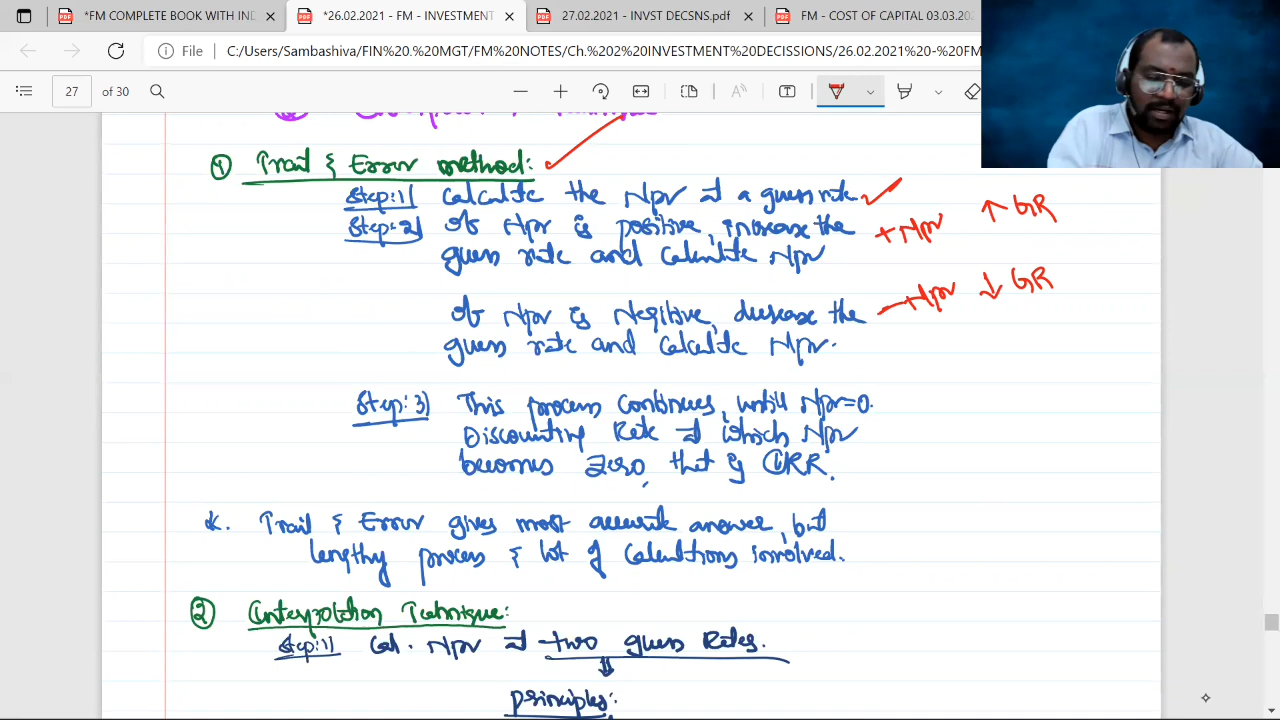 *FM COMPLETE BOOK WITH IND
*26.02.2021 - FM - INVESTMENT
27.02.2021 - INVST DECSNS.pdf
FM - COST OF CAPITAL 03.03.202
File
C:/Users/Sambashiva/FIN%20.%20MGT/FM%20NOTES/Ch.%202%20INVESTMENT%20DECISSIONS/26.02.2021%20-%20FM
27 of 30
① Trail & Error method:
Step:1) Calculate the NPV at a guess rate
Step:2) If NPV is positive, increase the
+NPV ↑ GR
guess rate and calculate NPV
If NPV is Negitive, decrease the
-NPV ↓ GR
guess rate and calculate NPV.
Step:3) This process continues, until NPV=0.
Discounting Rate at which NPV
becomes zero, that is IRR.
*. Trail & Error gives most accurate answer, but
lengthy process & lot of calculations involved.
② Interpolation Technique:
Step:1) Cal. NPV at two guess Rates.
⇓
principles: